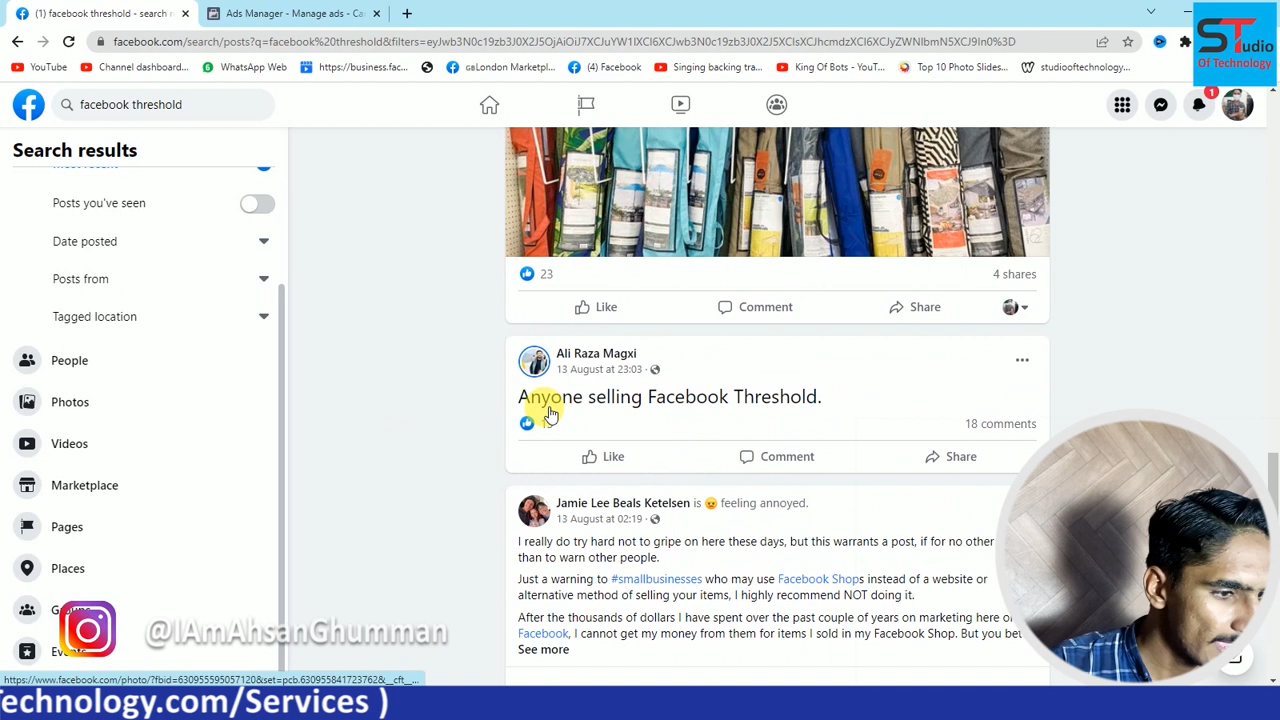 (1) facebook threshold - search r
Ads Manager - Manage ads - Ca
facebook.com/search/posts?q=facebook%20threshold&filters=eyJwb3N0c19zb3J0X2J5OjAiOiJ7XCJuYW1lXCI6XCJwb3N0c19zb3J0X2J5XCIsXCJhcmdzXCI6XCJyZWNlbnN5XCJ9In0%3D
YouTube
Channel dashboard...
WhatsApp Web
https://business.fac...
GBLondon Marketpl...
(4) Facebook
Singing backing tra...
King Of Bots - YouT...
Top 10 Photo Slides...
studiooftechnology...
STudio
Of Technology
facebook threshold
1
Search results
Posts you've seen
Date posted
Posts from
Tagged location
People
Photos
Videos
Marketplace
Pages
Places
23
4 shares
Like
Comment
Share
Ali Raza Magxi
13 August at 23:03 ·
Anyone selling Facebook Threshold.
18 comments
Like
Comment
Share
Jamie Lee Beals Ketelsen is feeling annoyed.
13 August at 02:19 ·
I really do try hard not to gripe on here these days, but this warrants a post, if for no other
than to warn other people.
Just a warning to #smallbusinesses who may use Facebook Shops instead of a website or
alternative method of selling your items, I highly recommend NOT doing it.
After the thousands of dollars I have spent over the past couple of years on marketing here o
Facebook, I cannot get my money from them for items I sold in my Facebook Shop. But you be
See more
@IAmAhsanGhumman
https://www.facebook.com/photo/?fbid=630955595057120&set=pcb.630955841723762&__cft__...
Technology.com/Services )